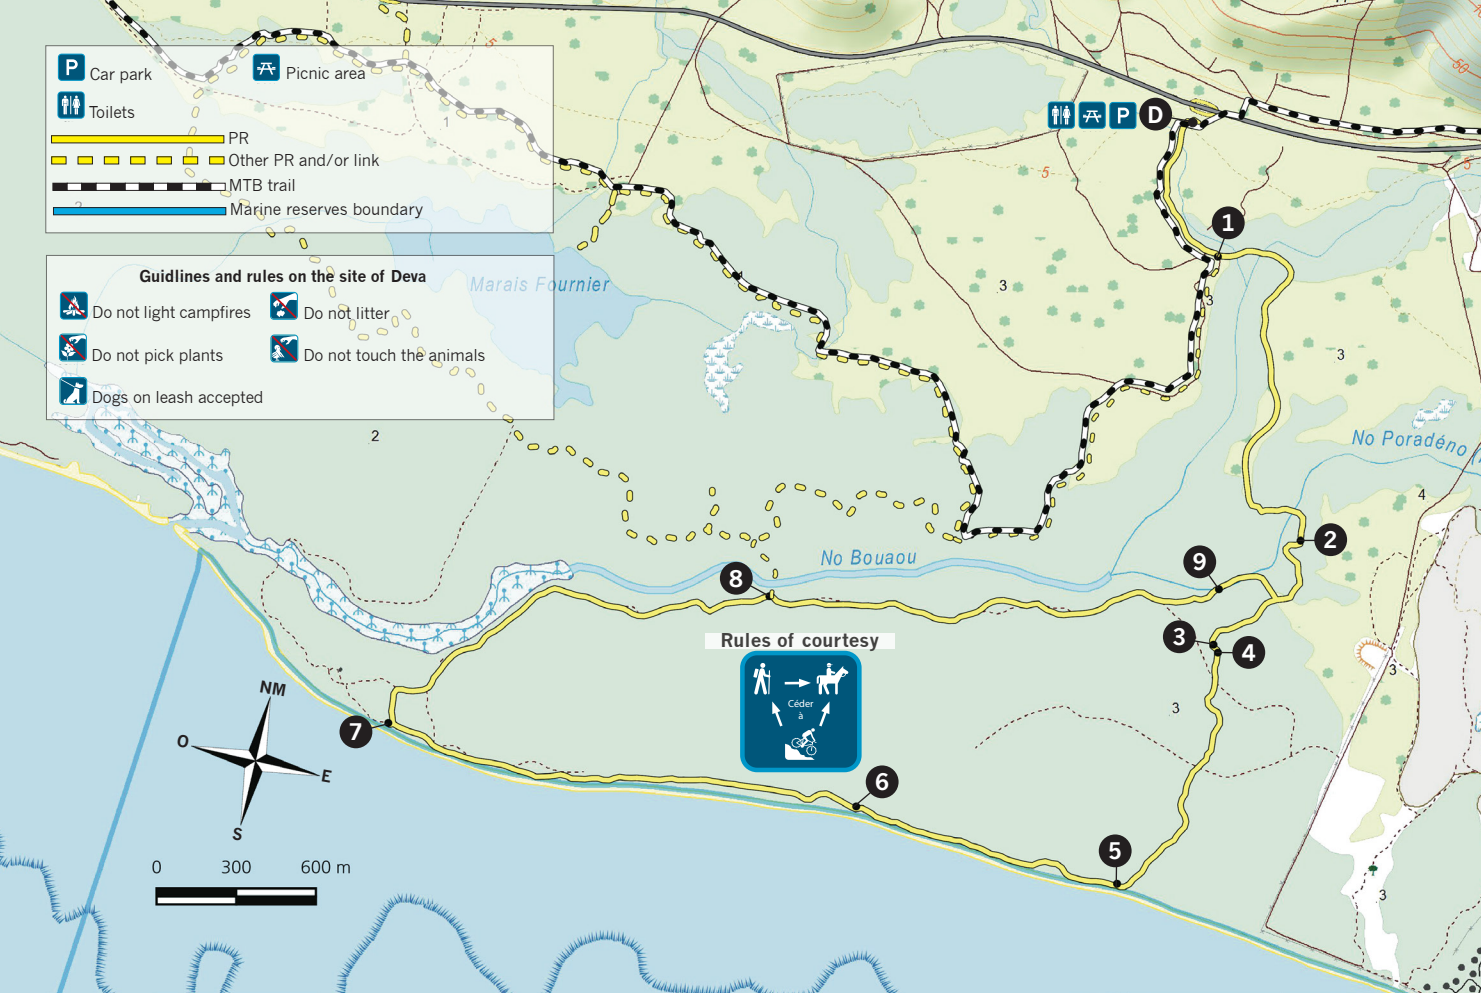 P Car park
Picnic area
Toilets
PR
Other PR and/or link
MTB trail
Marine reserves boundary
Guidlines and rules on the site of Deva
Do not light campfires
Do not litter
Do not pick plants
Do not touch the animals
Dogs on leash accepted
5
1
2
2
Marais Fournier
P D
50
5
5
1
3
3
3
No Poradéno
4
2
No Bouaou
9
8
3
4
3
3
Rules of courtesy
Céder
à
7
6
5
3
NM
O
E
S
0 300 600 m